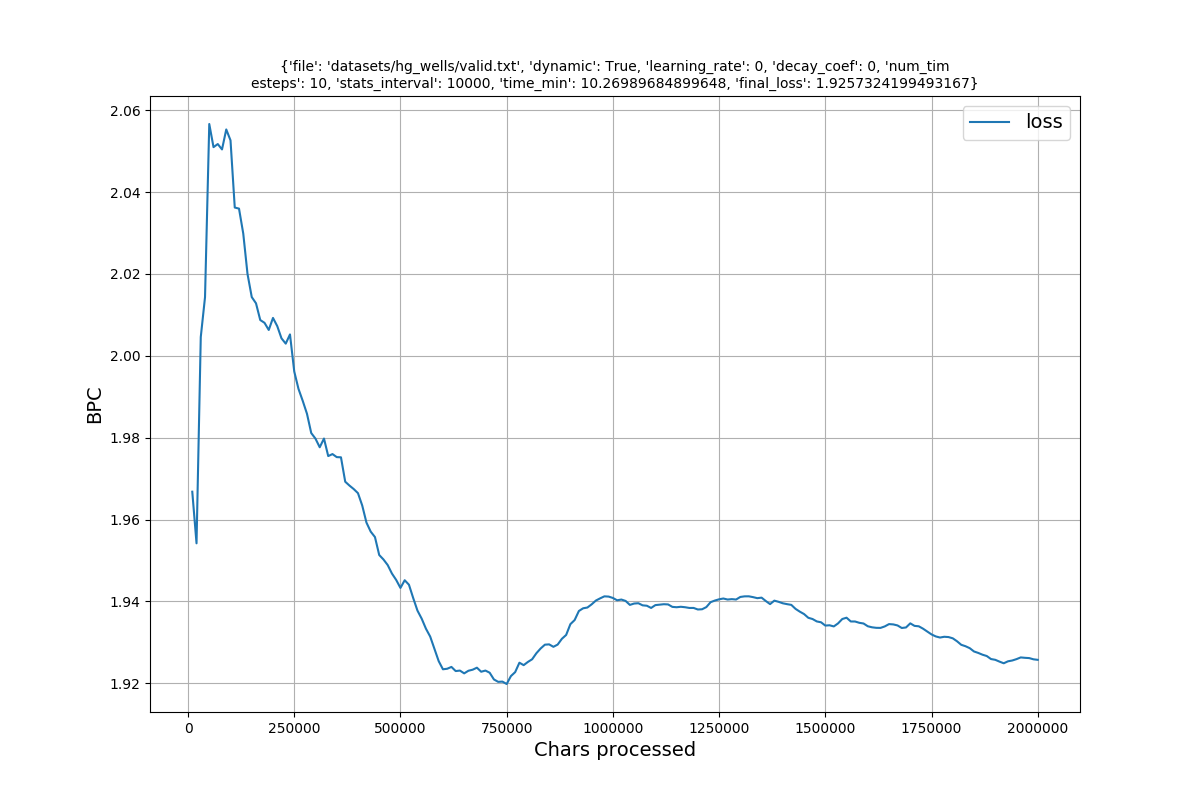 {'file': 'datasets/hg_wells/valid.txt', 'dynamic': True, 'learning_rate': 0, 'decay_coef': 0, 'num_tim
esteps': 10, 'stats_interval': 10000, 'time_min': 10.26989684899648, 'final_loss': 1.9257324199493167}
loss
2.06
2.04
2.02
2.00
1.98
1.96
1.94
1.92
BPC
0 250000 500000 750000 1000000 1250000 1500000 1750000 2000000
Chars processed